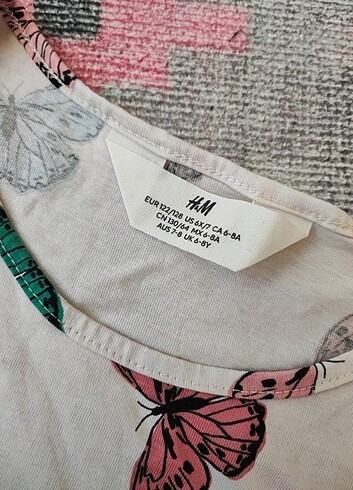 H&M
EUR 122/128 US 6X/7 CA 6-8A
CN 130/64 MX 6-8A
AUS 7-8 UK 6-8Y